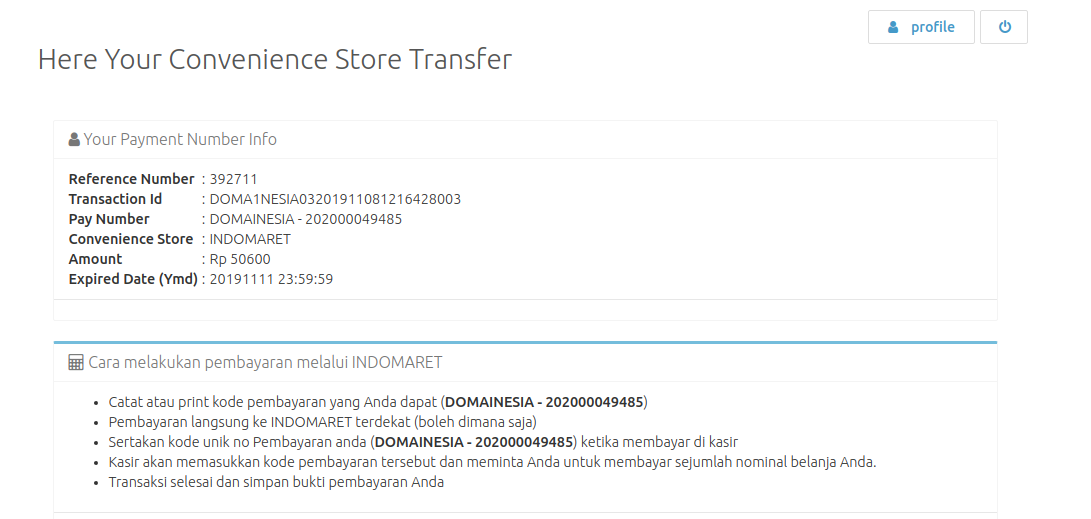 profile
Here Your Convenience Store Transfer
Your Payment Number Info
Reference Number : 392711
Transaction Id : DOMA1NESIA03201911081216428003
Pay Number : DOMAINESIA - 202000049485
Convenience Store : INDOMARET
Amount : Rp 50600
Expired Date (Ymd) : 20191111 23:59:59
Cara melakukan pembayaran melalui INDOMARET
• Catat atau print kode pembayaran yang Anda dapat (DOMAINESIA - 202000049485)
• Pembayaran langsung ke INDOMARET terdekat (boleh dimana saja)
• Sertakan kode unik no Pembayaran anda (DOMAINESIA - 202000049485) ketika membayar di kasir
• Kasir akan memasukkan kode pembayaran tersebut dan meminta Anda untuk membayar sejumlah nominal belanja Anda.
• Transaksi selesai dan simpan bukti pembayaran Anda